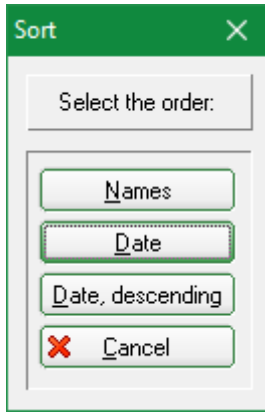 Sort
Select the order:
Names
Date
Date, descending
Cancel